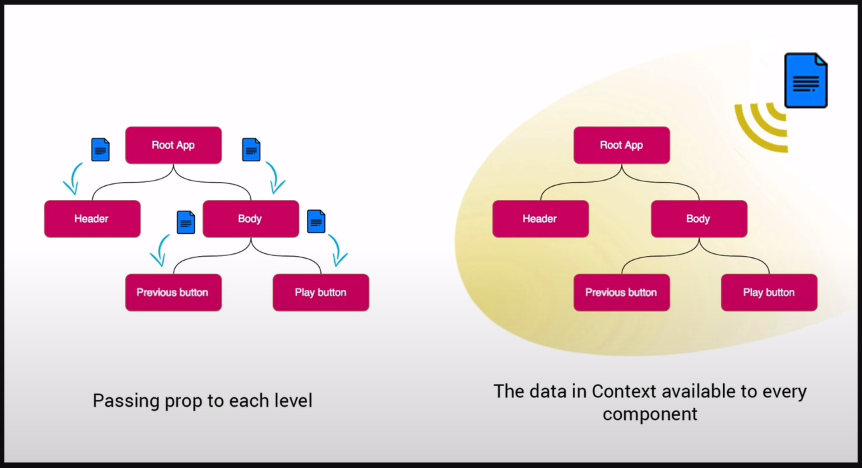 Root App
Header
Body
Previous button
Play button
Passing prop to each level
Root App
Header
Body
Previous button
Play button
The data in Context available to every
component